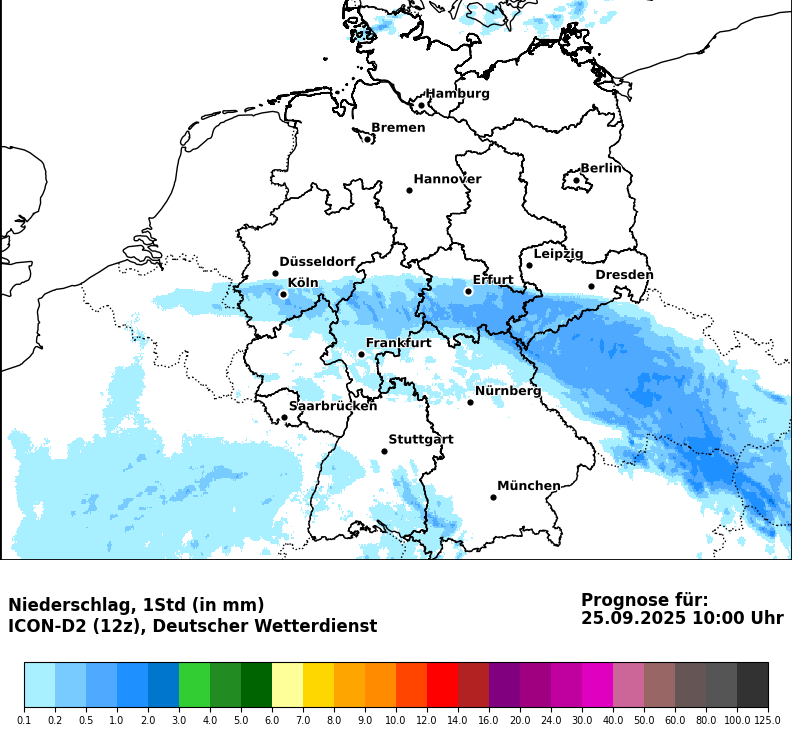 Hamburg
Bremen
Berlin
Hannover
Leipzig
Düsseldorf
Dresden
Köln
Erfurt
Frankfurt
Nürnberg
Saarbrücken
Stuttgart
München
Niederschlag, 1Std (in mm)
ICON-D2 (12z), Deutscher Wetterdienst
Prognose für:
25.09.2025 10:00 Uhr
0.1 0.2 0.5 1.0 2.0 3.0 4.0 5.0 6.0 7.0 8.0 9.0 10.0 12.0 14.0 16.0 20.0 24.0 30.0 40.0 50.0 60.0 80.0 100.0 125.0